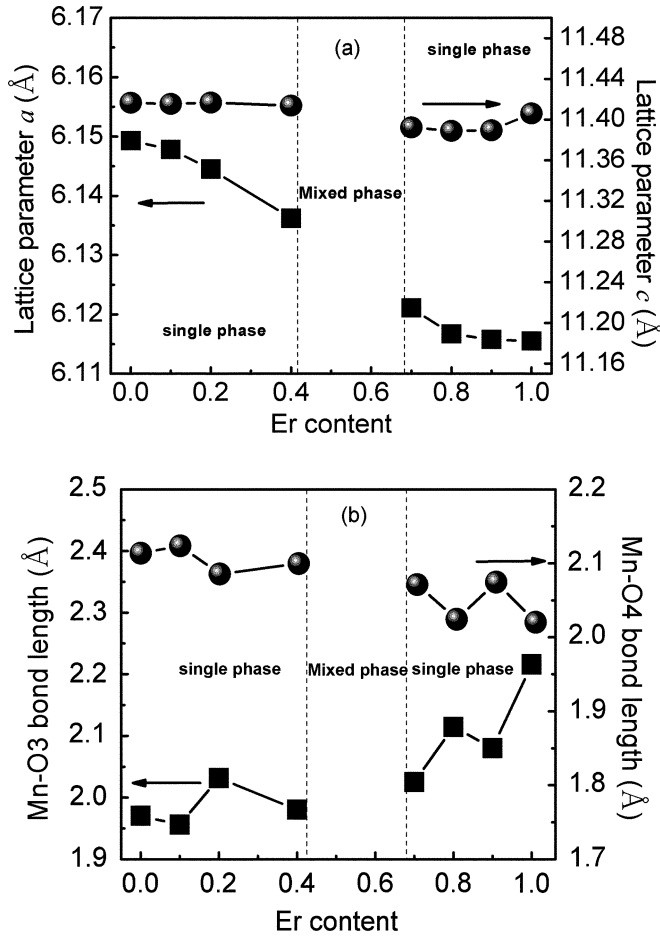 (a)
single phase
Mixed phase
single phase
Lattice parameter a (Å)
6.17
6.16
6.15
6.14
6.13
6.12
6.11
11.48
11.44
11.40
11.36
11.32
11.28
11.24
11.20
11.16
Lattice parameter c (Å)
0.0 0.2 0.4 0.6 0.8 1.0
Er content
(b)
single phase
Mixed phase
single phase
Mn-O3 bond length (Å)
2.5
2.4
2.3
2.2
2.1
2.0
1.9
2.2
2.1
2.0
1.9
1.8
1.7
Mn-O4 bond length (Å)
0.0 0.2 0.4 0.6 0.8 1.0
Er content